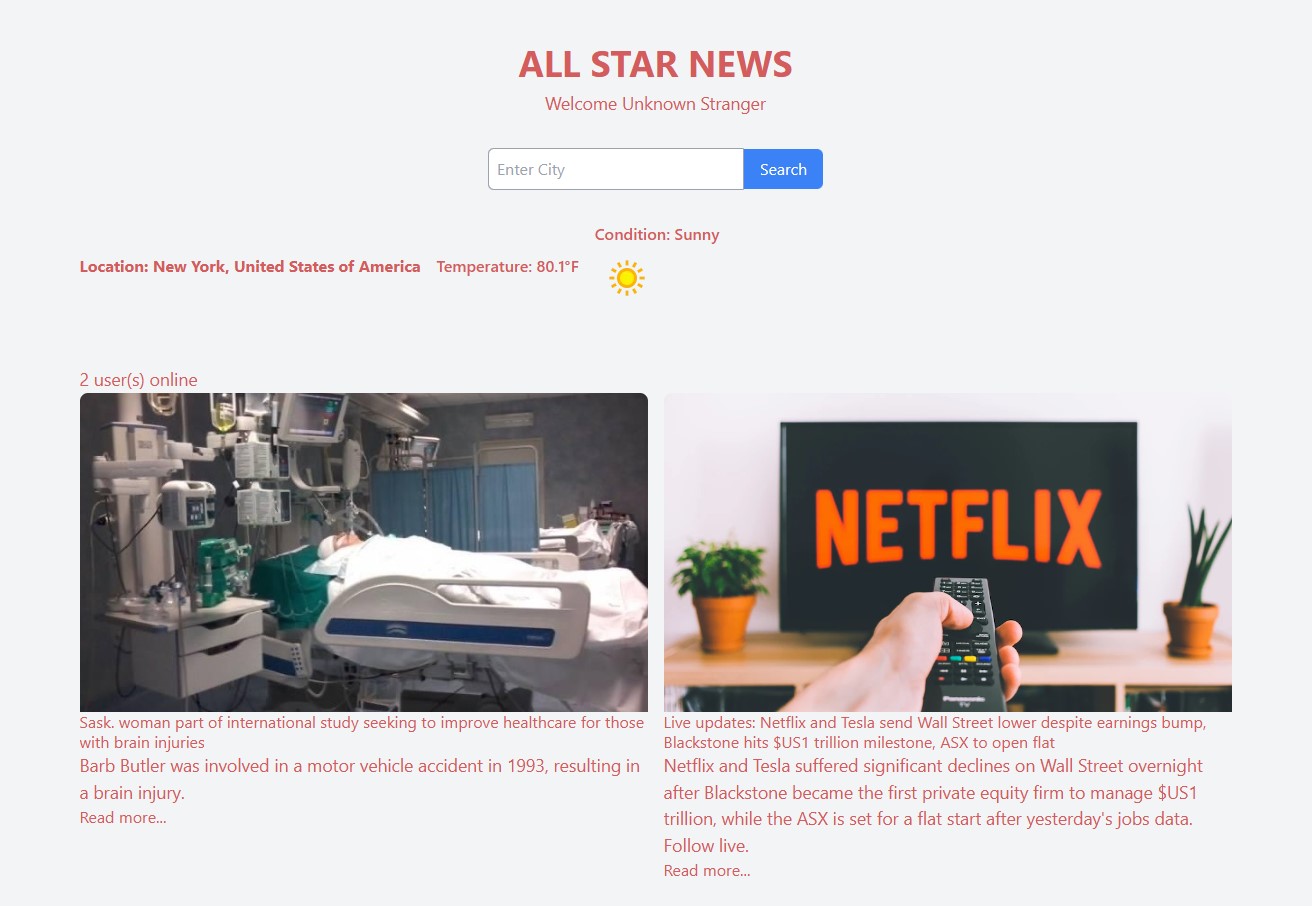 ALL STAR NEWS
Welcome Unknown Stranger
Enter City
Search
Condition: Sunny
Location: New York, United States of America
Temperature: 80.1°F
2 user(s) online
NETFLIX
Panasonic
TV
Sask. woman part of international study seeking to improve healthcare for those
with brain injuries
Barb Butler was involved in a motor vehicle accident in 1993, resulting in
a brain injury.
Read more...
Live updates: Netflix and Tesla send Wall Street lower despite earnings bump,
Blackstone hits $US1 trillion milestone, ASX to open flat
Netflix and Tesla suffered significant declines on Wall Street overnight
after Blackstone became the first private equity firm to manage $US1
trillion, while the ASX is set for a flat start after yesterday's jobs data.
Follow live.
Read more...